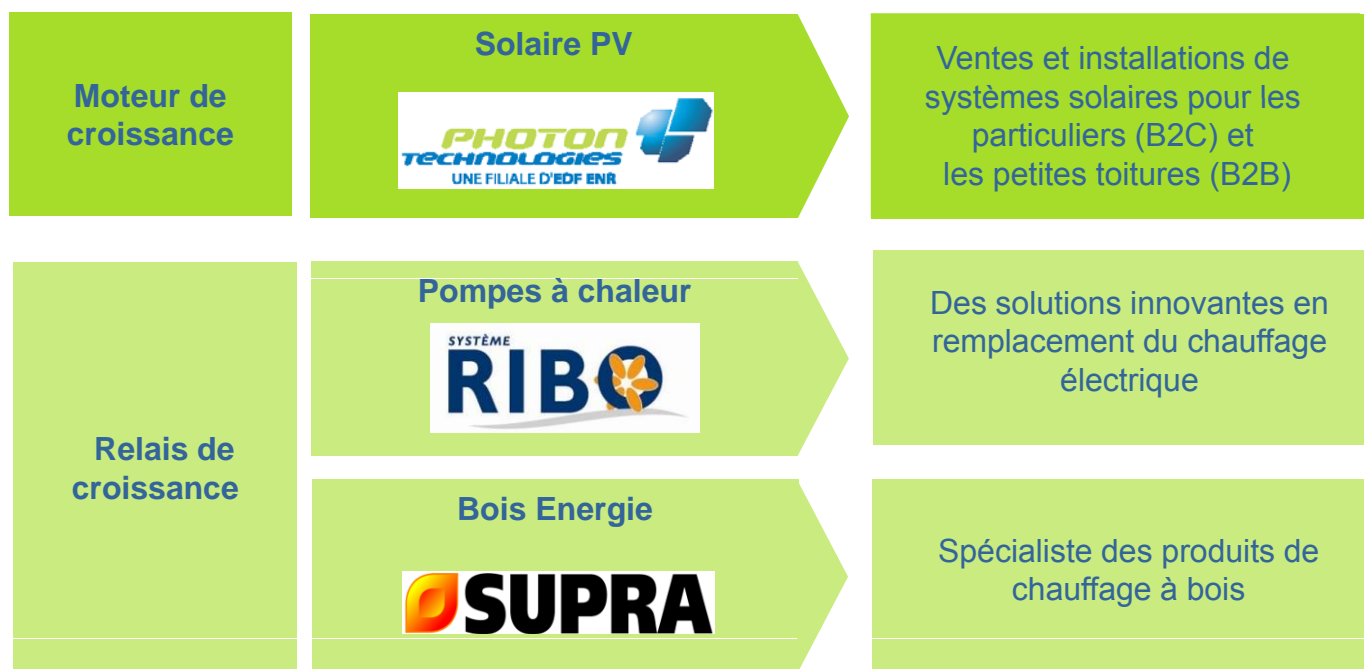 Moteur de
croissance
Solaire PV
PHOTON
TECHNOLOGIES
UNE FILIALE D'EDF ENR
Ventes et installations de
systèmes solaires pour les
particuliers (B2C) et
les petites toitures (B2B)
Relais de
croissance
Pompes à chaleur
SYSTÈME
RIBO
Des solutions innovantes en
remplacement du chauffage
électrique
Bois Energie
SUPRA
Spécialiste des produits de
chauffage à bois